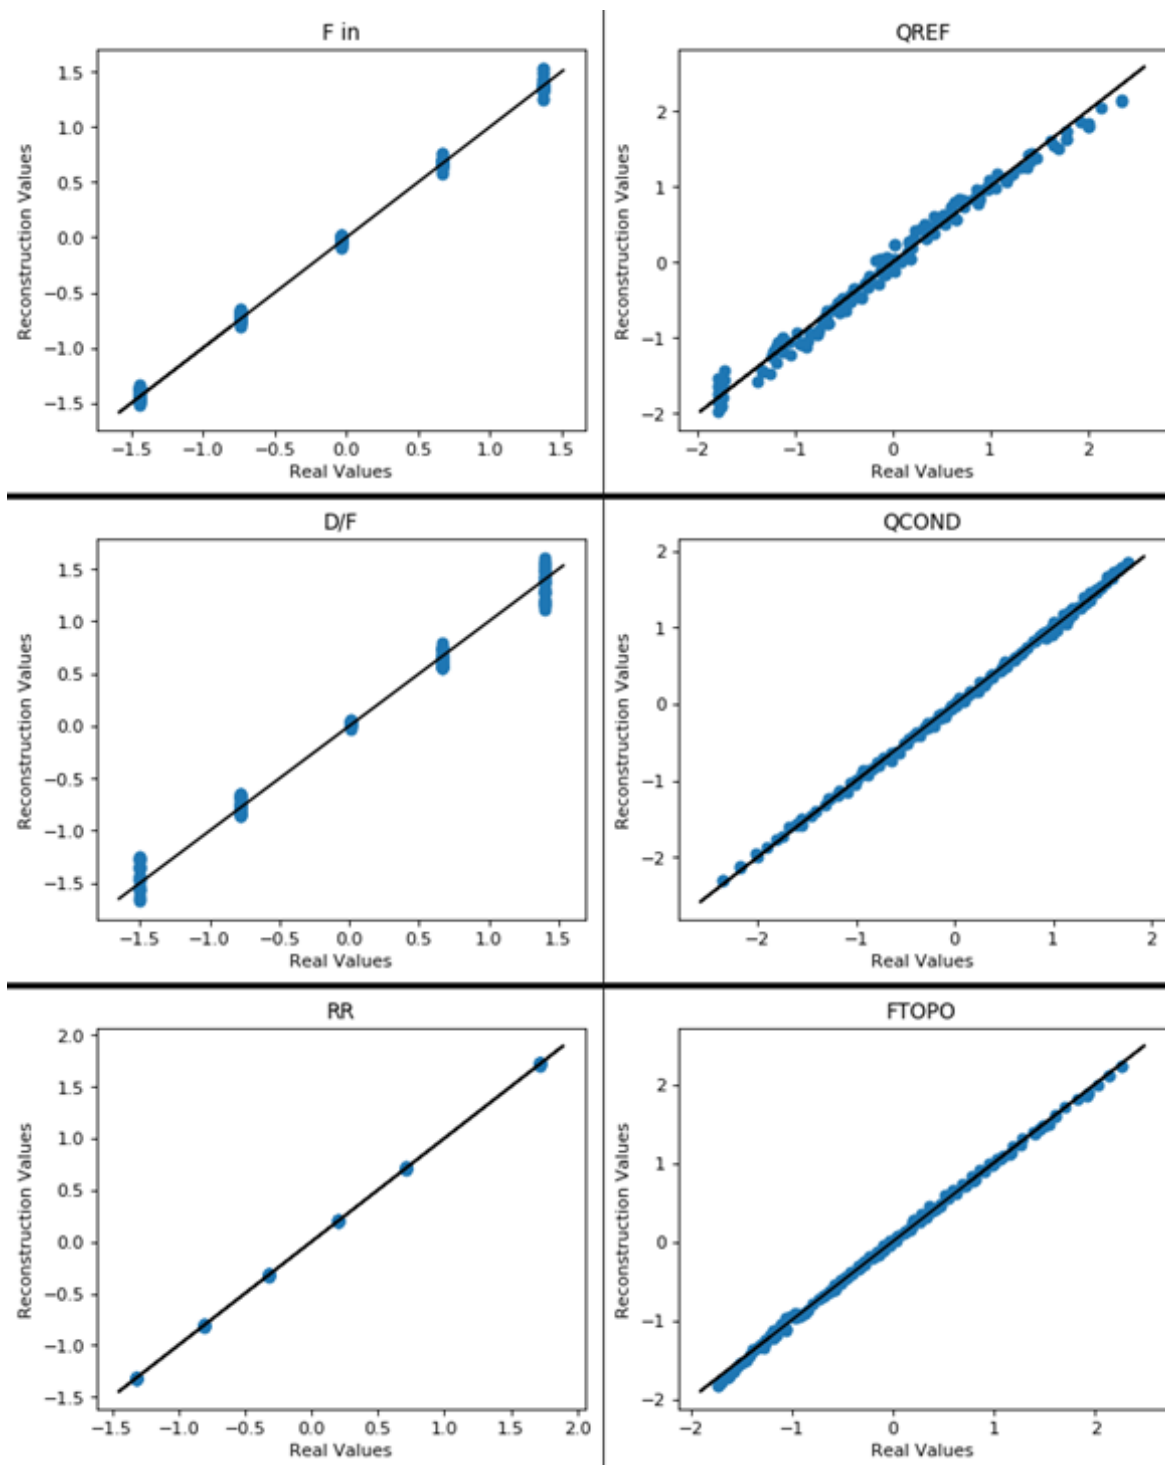 F in
1.5
1.0
0.5
0.0
−0.5
−1.0
−1.5
Reconstruction Values
−1.5 −1.0 −0.5 0.0 0.5 1.0 1.5
Real Values
QREF
2
1
0
−1
−2
Reconstruction Values
−2 −1 0 1 2
Real Values
D/F
1.5
1.0
0.5
0.0
−0.5
−1.0
−1.5
Reconstruction Values
−1.5 −1.0 −0.5 0.0 0.5 1.0 1.5
Real Values
QCOND
2
1
0
−1
−2
Reconstruction Values
−2 −1 0 1 2
Real Values
RR
2.0
1.5
1.0
0.5
0.0
−0.5
−1.0
−1.5
Reconstruction Values
−1.5 −1.0 −0.5 0.0 0.5 1.0 1.5 2.0
Real Values
FTOPO
2
1
0
−1
−2
Reconstruction Values
−2 −1 0 1 2
Real Values